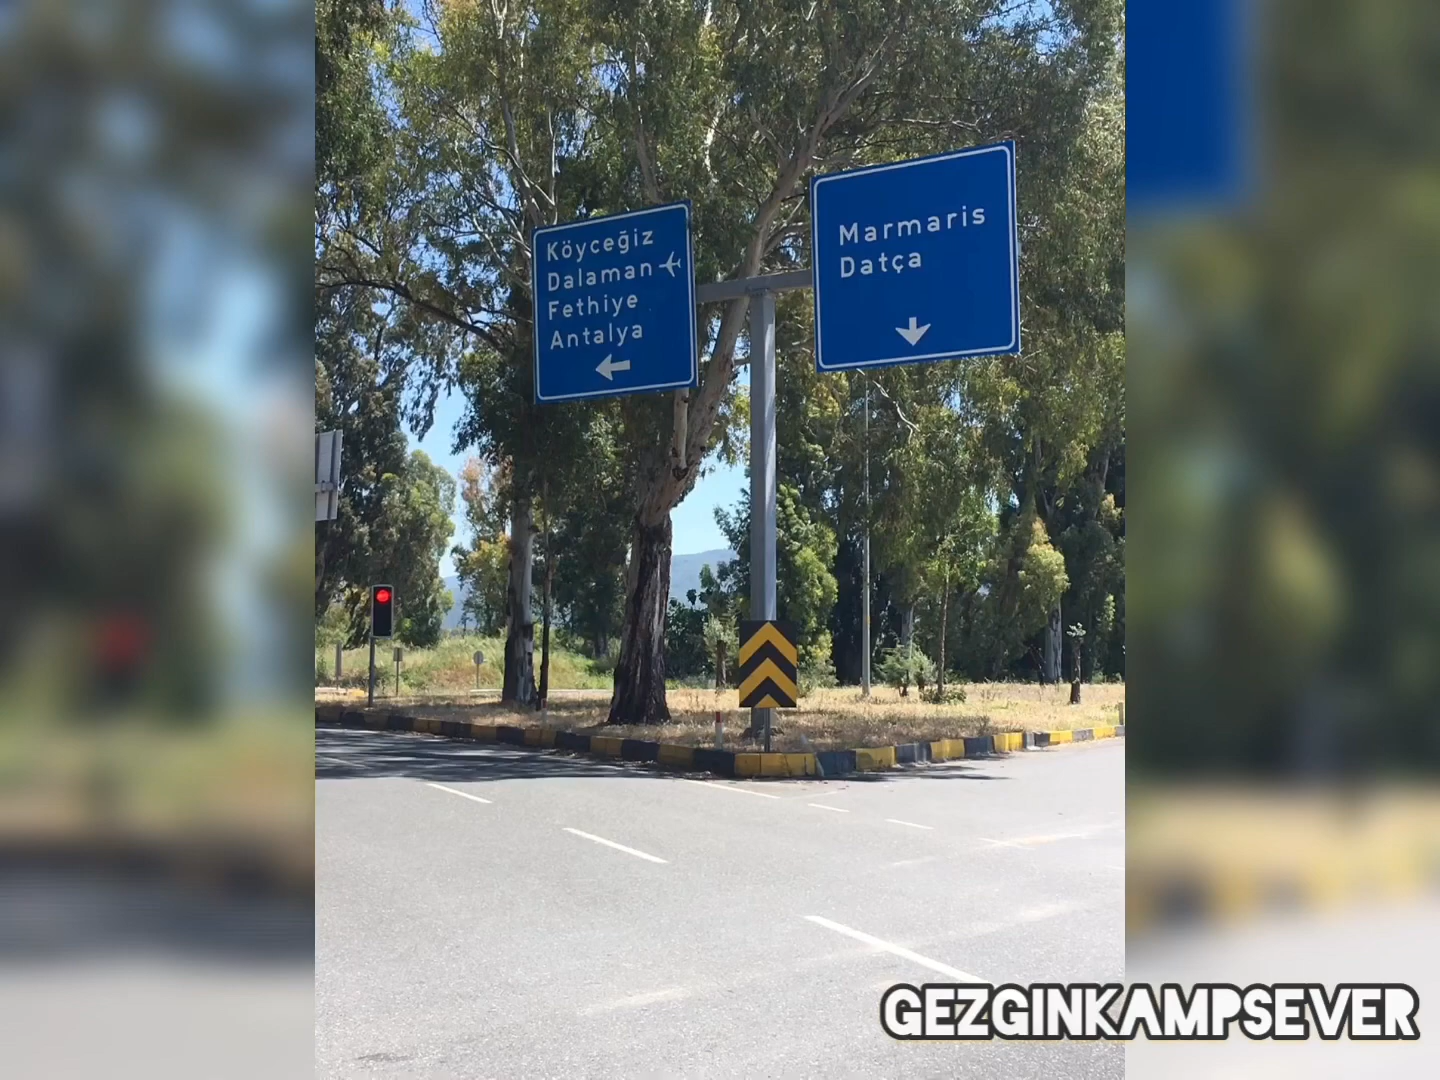 Köyceğiz
Dalaman
Fethiye
Antalya
Marmaris
Datça
GEZGINKAMPSEVER